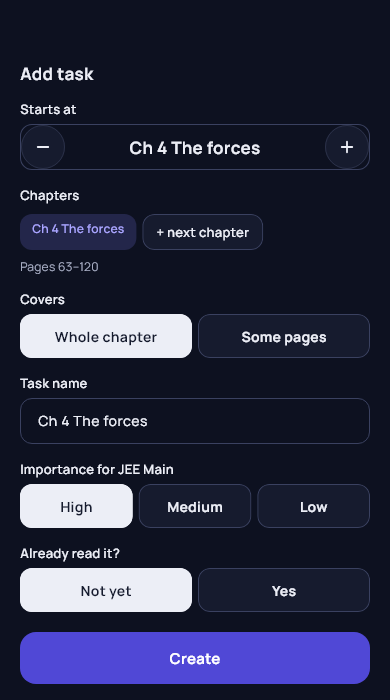 Add task
Starts at
− Ch 4 The forces +
Chapters
Ch 4 The forces + next chapter
Pages 63–120
Covers
Whole chapter Some pages
Task name
Ch 4 The forces
Importance for JEE Main
High Medium Low
Already read it?
Not yet Yes
Create